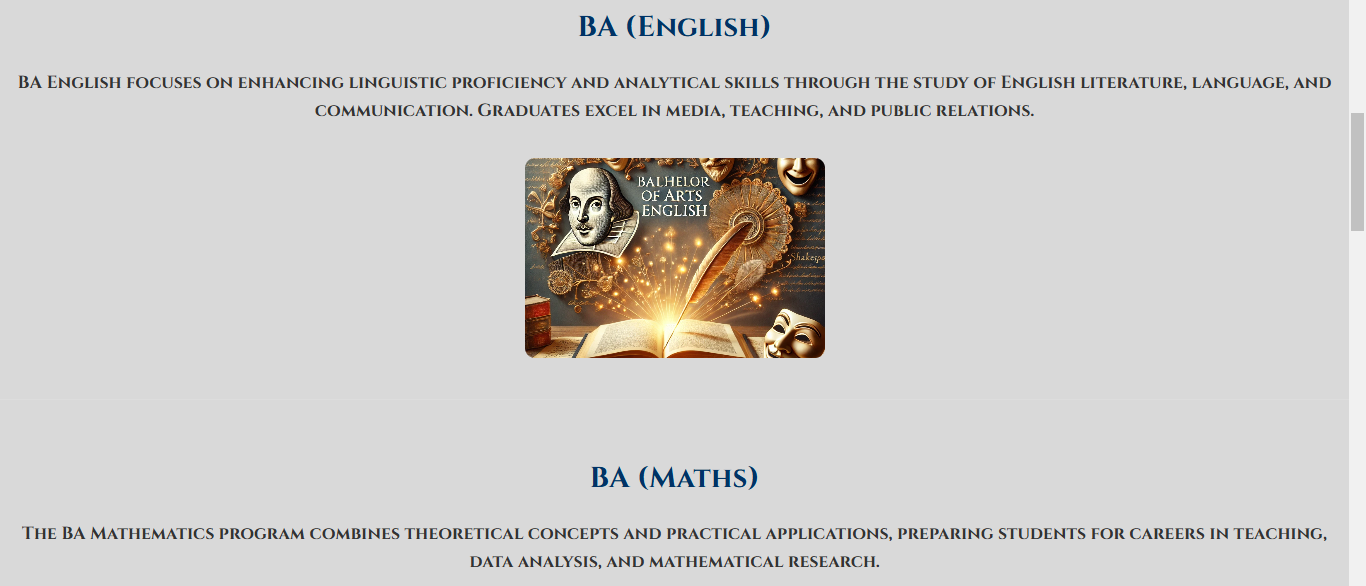 BA (English)
BA English focuses on enhancing linguistic proficiency and analytical skills through the study of English literature, language, and
communication. Graduates excel in media, teaching, and public relations.
BALHELOR
OF ARTS
ENGLISH
Shakespo
BA (Maths)
The BA Mathematics program combines theoretical concepts and practical applications, preparing students for careers in teaching,
data analysis, and mathematical research.